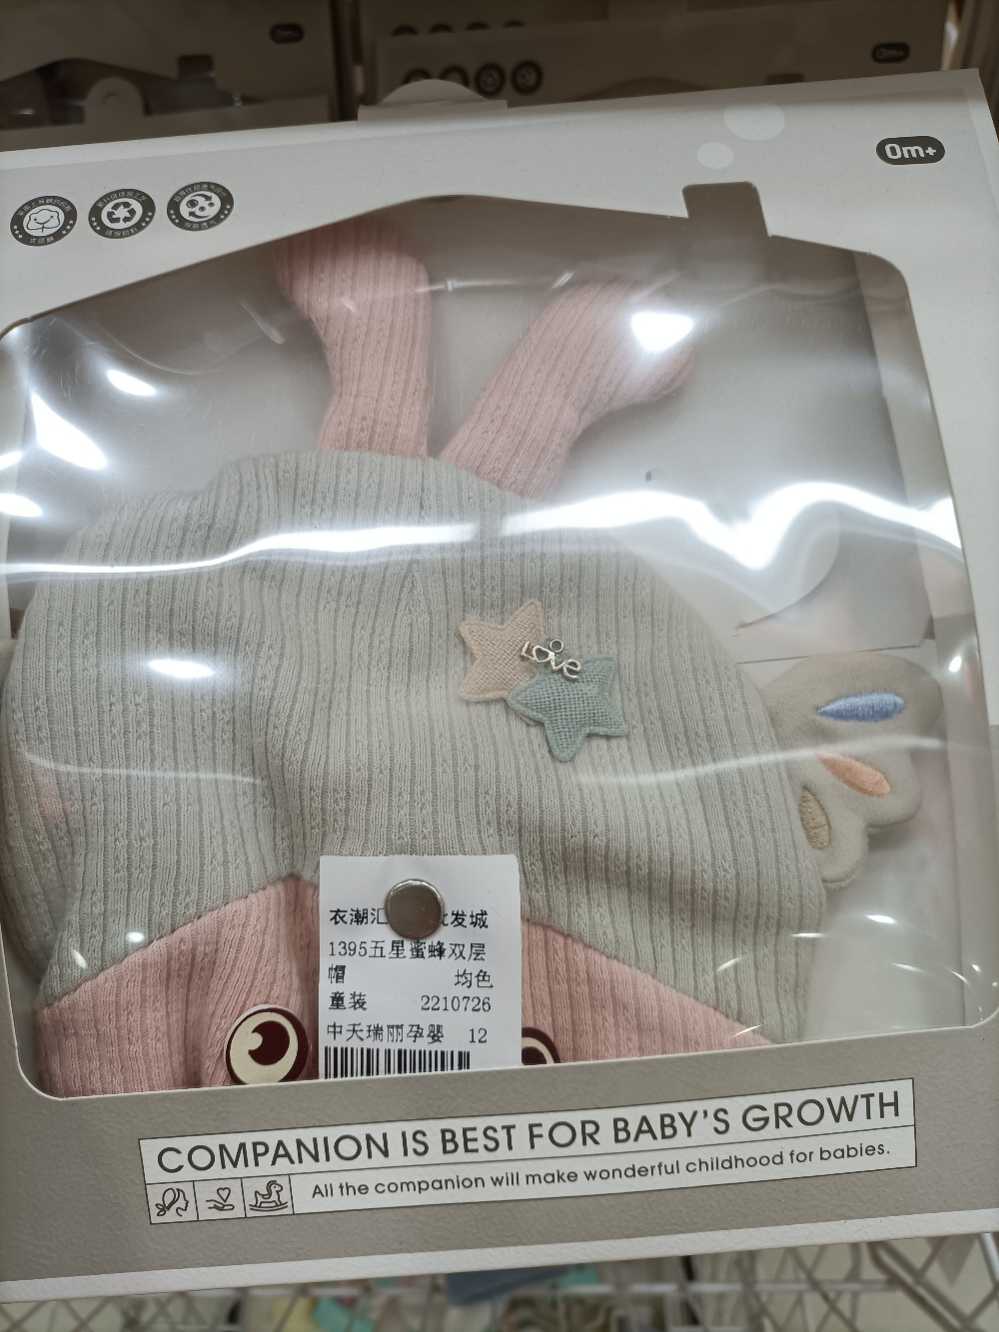 0m+
LOVE
衣潮汇 批发城
1395五星蜜蜂双层
帽 均色
童装 2210726
中天瑞丽孕婴 12
COMPANION IS BEST FOR BABY'S GROWTH
All the companion will make wonderful childhood for babies.